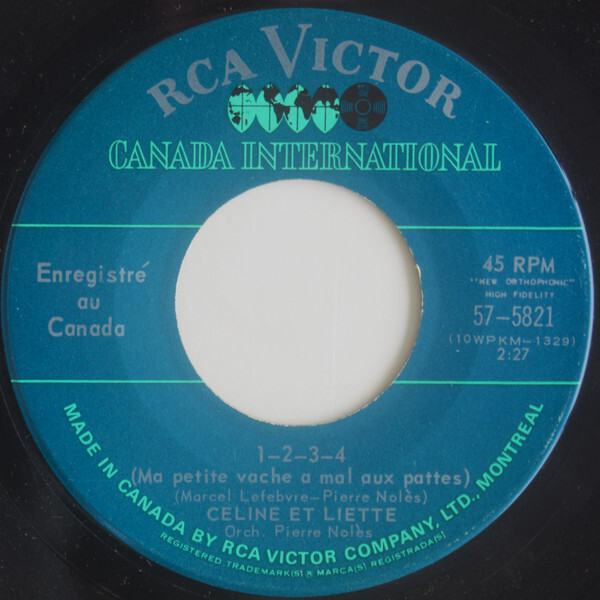 RCA VICTOR
CANADA INTERNATIONAL
Enregistré
au
Canada
45 RPM
"NEW ORTHOPHONIC"
HIGH FIDELITY
57-5821
(10WPKM-1329)
2:27
1-2-3-4
(Ma petite vache a mal aux pattes)
(Marcel Lefebvre-Pierre Nolès)
CELINE ET LIETTE
Orch. Pierre Nolès
MADE IN CANADA BY RCA VICTOR COMPANY, LTD., MONTREAL
REGISTERED TRADEMARK(S) & MARCA(S) REGISTRADA(S)